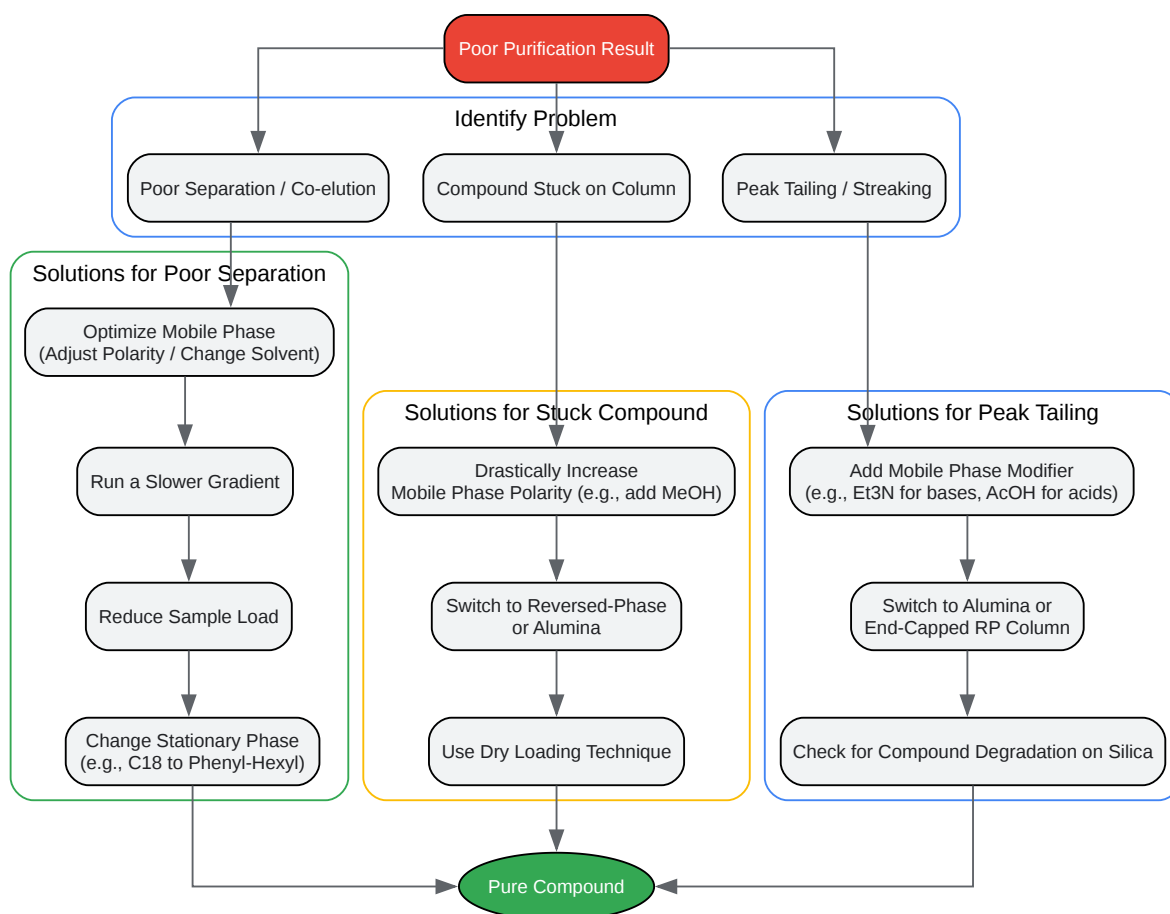 Poor Purification Result
Identify Problem
Poor Separation / Co-elution
Compound Stuck on Column
Peak Tailing / Streaking
Solutions for Poor Separation
Optimize Mobile Phase
(Adjust Polarity / Change Solvent)
Run a Slower Gradient
Reduce Sample Load
Change Stationary Phase
(e.g., C18 to Phenyl-Hexyl)
Solutions for Stuck Compound
Drastically Increase
Mobile Phase Polarity (e.g., add MeOH)
Switch to Reversed-Phase
or Alumina
Use Dry Loading Technique
Solutions for Peak Tailing
Add Mobile Phase Modifier
(e.g., Et3N for bases, AcOH for acids)
Switch to Alumina or
End-Capped RP Column
Check for Compound Degradation on Silica
Pure Compound